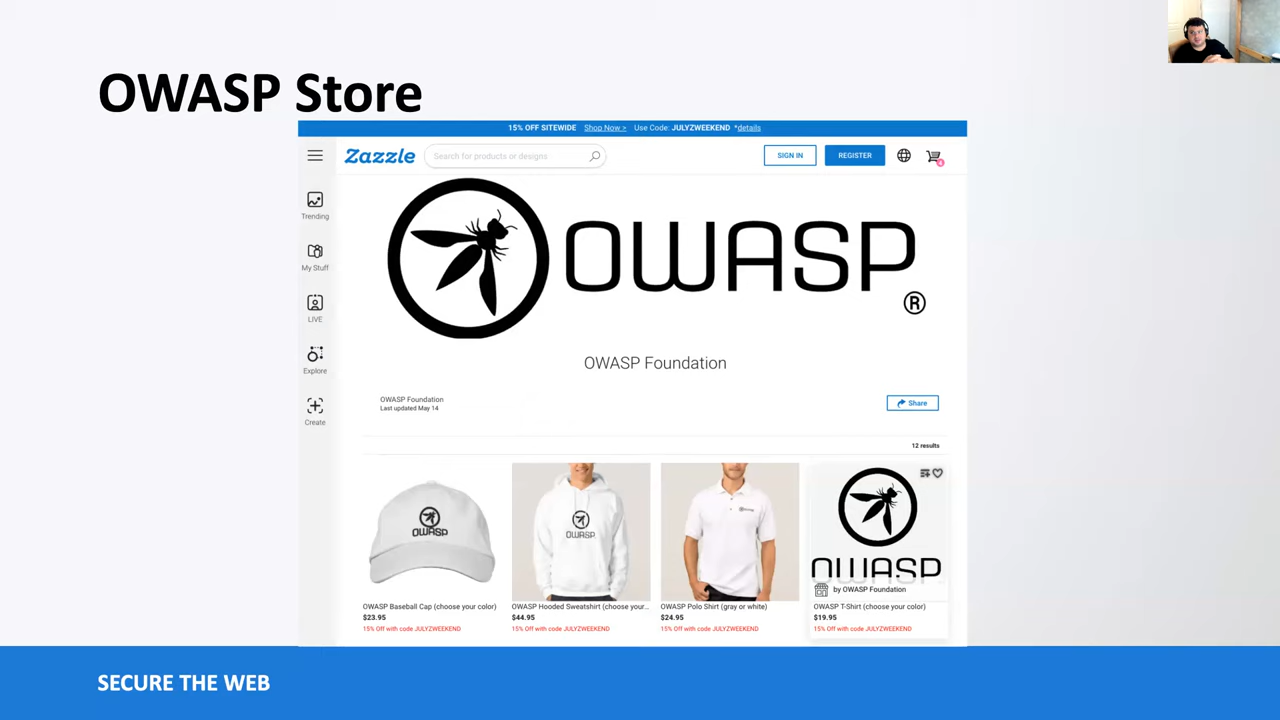 OWASP Store
15% OFF SITEWIDE Shop Now > Use Code: JULYZWEEKEND *details
Zazzle
Search for products or designs
SIGN IN
REGISTER
4
Trending
My Stuff
LIVE
Explore
Create
OWASP
®
OWASP Foundation
OWASP Foundation
Last updated May 14
Share
12 results
OWASP
OWASP
OWASP
by OWASP Foundation
OWASP Baseball Cap (choose your color)
$23.95
15% Off with code JULYZWEEKEND
OWASP Hooded Sweatshirt (choose your...
$44.95
15% Off with code JULYZWEEKEND
OWASP Polo Shirt (gray or white)
$24.95
15% Off with code JULYZWEEKEND
OWASP T-Shirt (choose your color)
$19.95
15% Off with code JULYZWEEKEND
SECURE THE WEB